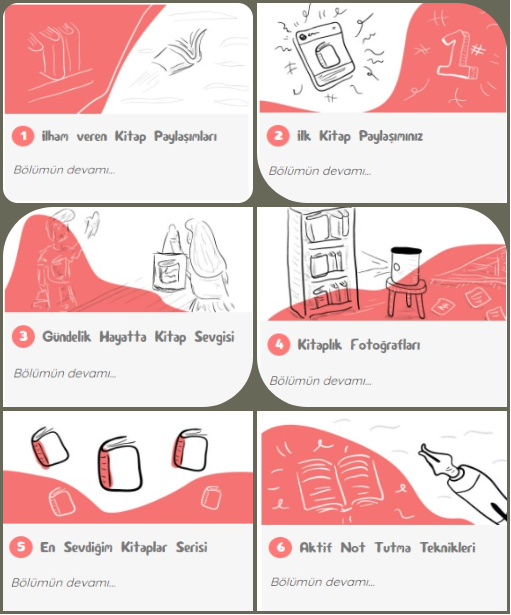 1 ilham veren Kitap Paylaşımları
Bölümün devamı...
1
2 ilk Kitap Paylaşımınız
Bölümün devamı...
3 Gündelik Hayatta Kitap Sevgisi
Bölümün devamı...
4 Kitaplık Fotoğrafları
Bölümün devamı...
5 En Sevdiğim Kitaplar Serisi
Bölümün devamı...
6 Aktif Not Tutma Teknikleri
Bölümün devamı...